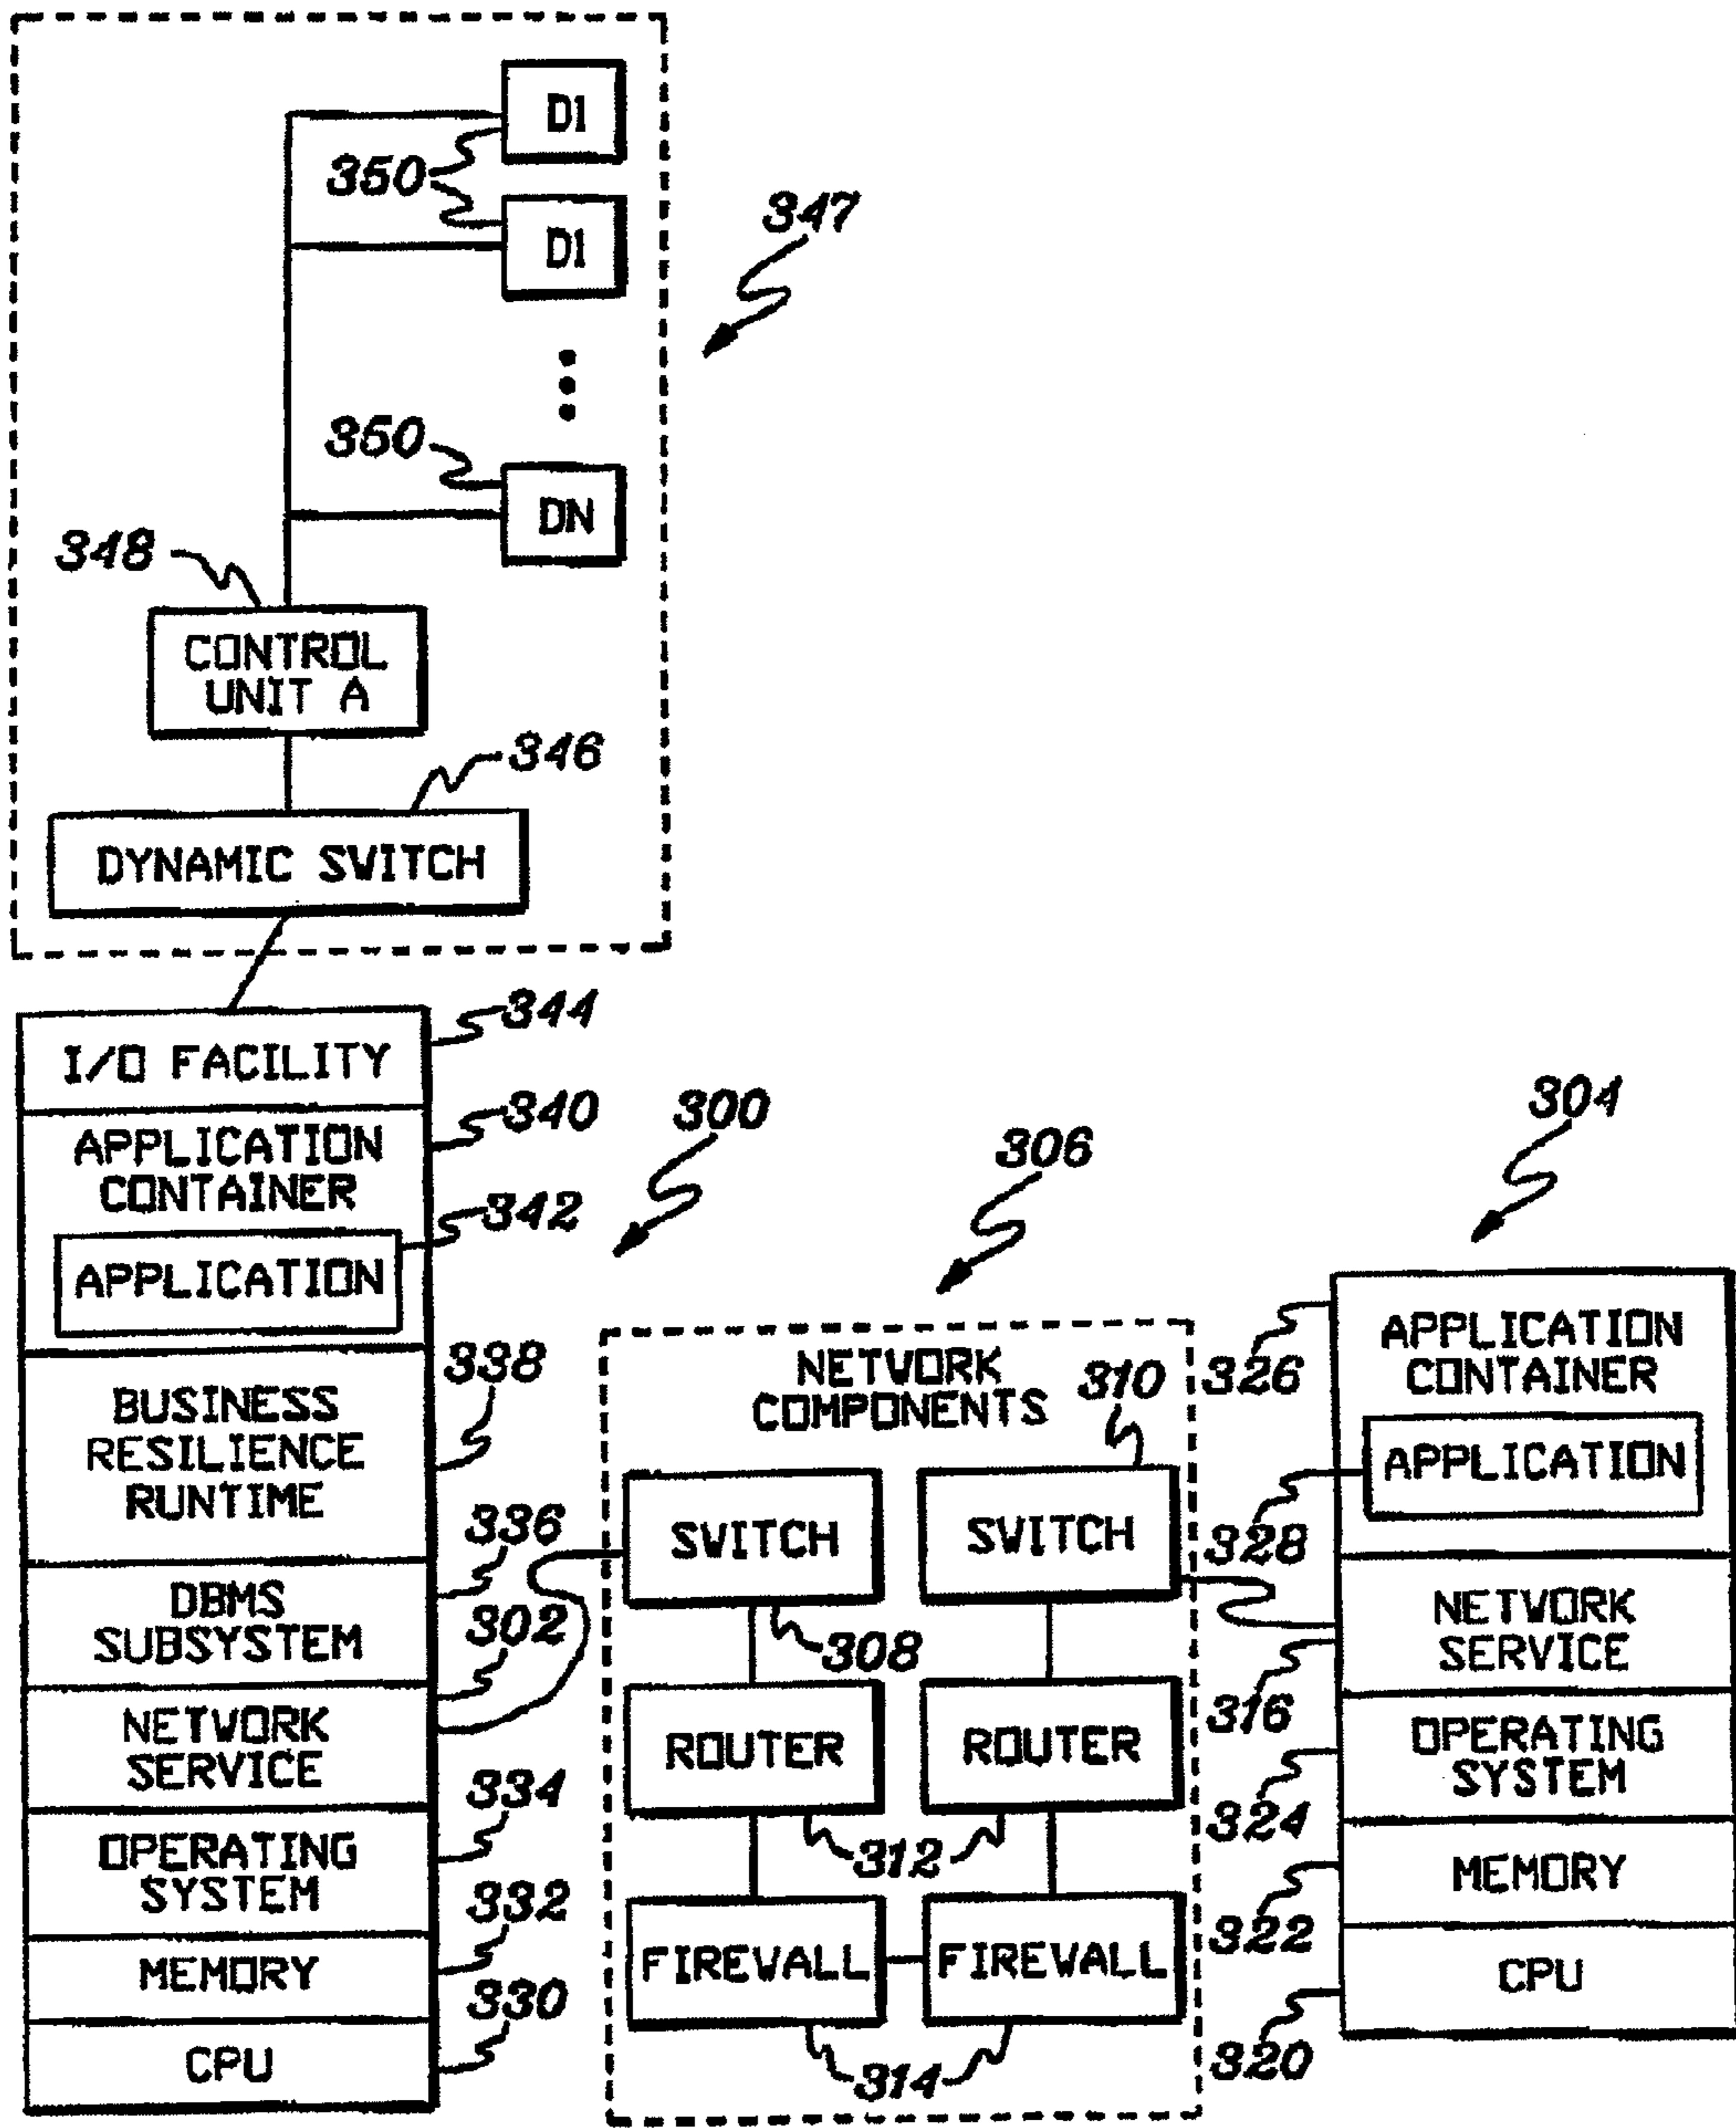 D1
350
D1
347
350
DN
348
CONTROL
UNIT A
346
DYNAMIC SWITCH
344
I/O FACILITY
340
APPLICATION
CONTAINER
342
APPLICATION
338
BUSINESS
RESILIENCE
RUNTIME
336
DBMS
SUBSYSTEM
302
NETWORK
SERVICE
334
OPERATING
SYSTEM
332
MEMORY
330
CPU
300
306
NETWORK
COMPONENTS
310
SWITCH
SWITCH
308
ROUTER
ROUTER
312
FIREWALL
FIREWALL
314
304
326
APPLICATION
CONTAINER
APPLICATION
328
NETWORK
SERVICE
316
OPERATING
SYSTEM
324
MEMORY
322
CPU
320